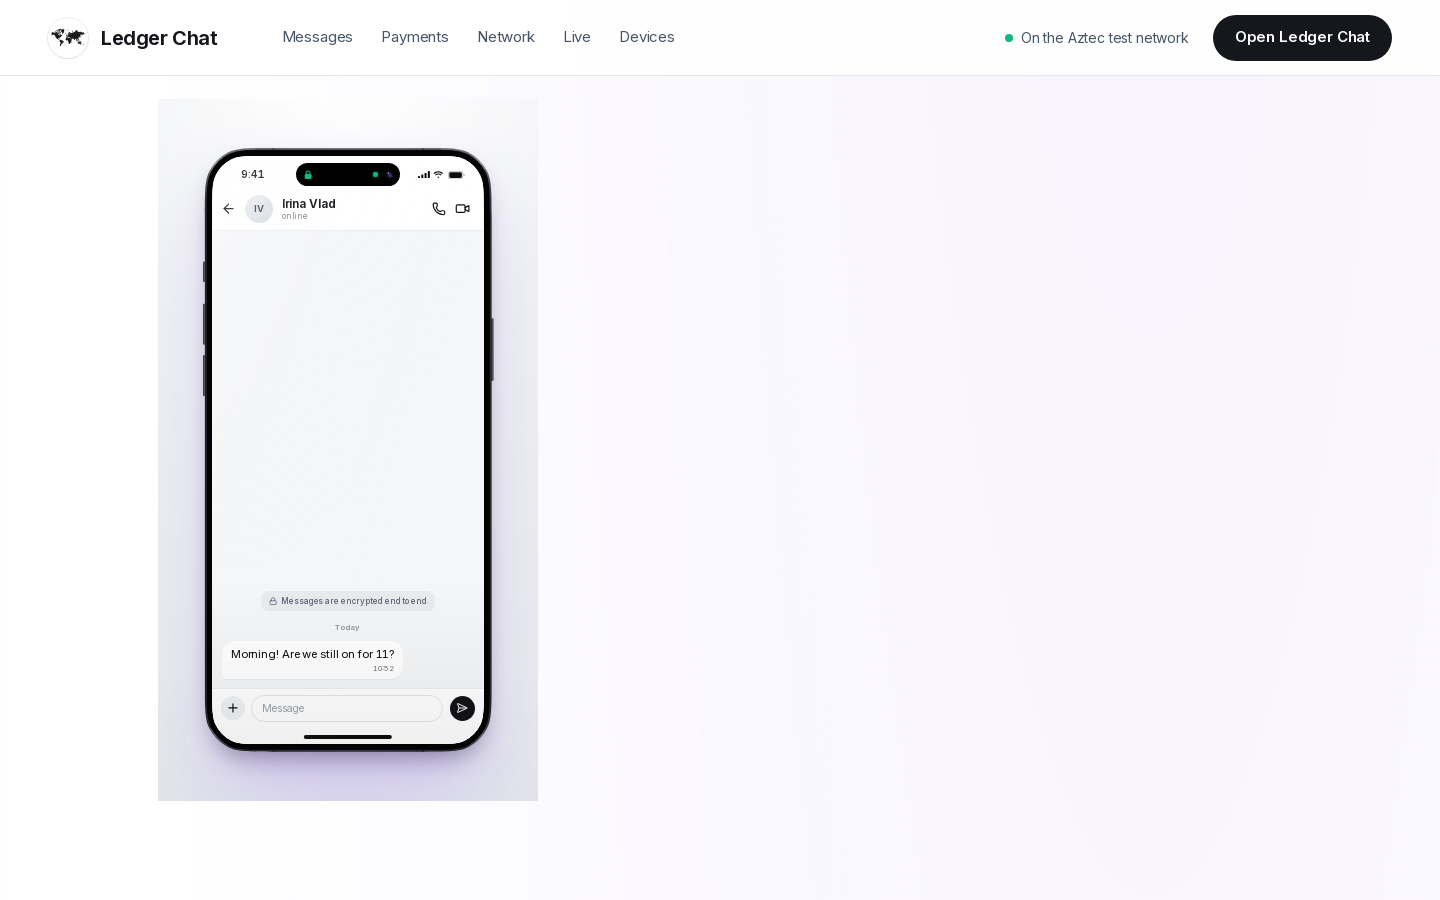 Ledger Chat
Messages
Payments
Network
Live
Devices
On the Aztec test network
Open Ledger Chat
9:41
IV
Irina Vlad
online
Messages are encrypted end to end
Today
Morning! Are we still on for 11?
10:52
Message